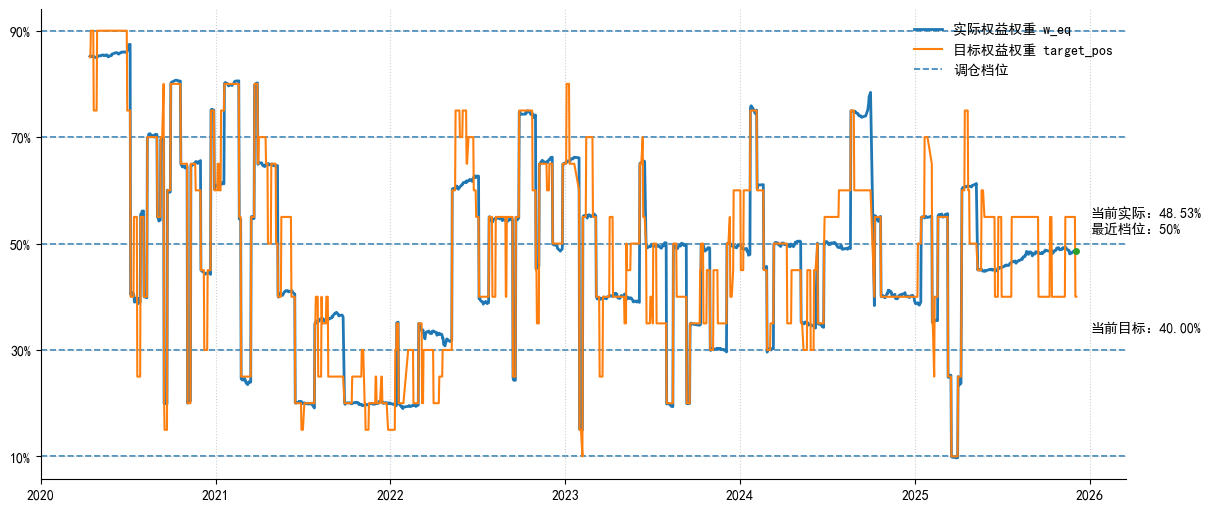 90%
70%
50%
30%
10%
2020
2021
2022
2023
2024
2025
2026
实际权益权重 w_eq
目标权益权重 target_pos
调仓档位
当前实际：48.53%
最近档位：50%
当前目标：40.00%